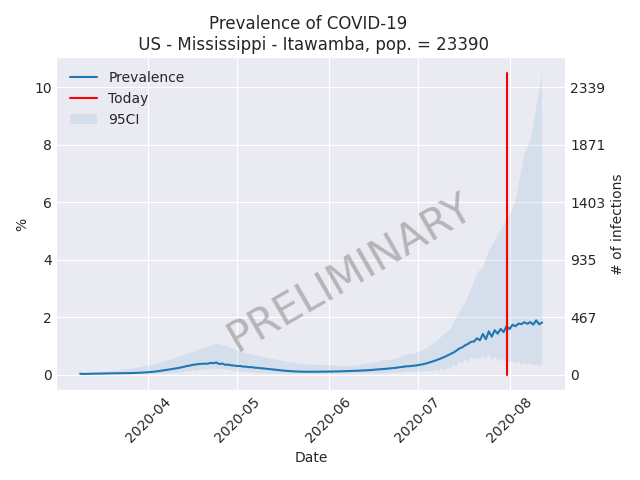 Prevalence of COVID-19
US - Mississippi - Itawamba, pop. = 23390
Prevalence
Today
95CI
10
8
6
4
2
0
%
2339
1871
1403
935
467
0
# of infections
PRELIMINARY
2020-04
2020-05
2020-06
2020-07
2020-08
Date